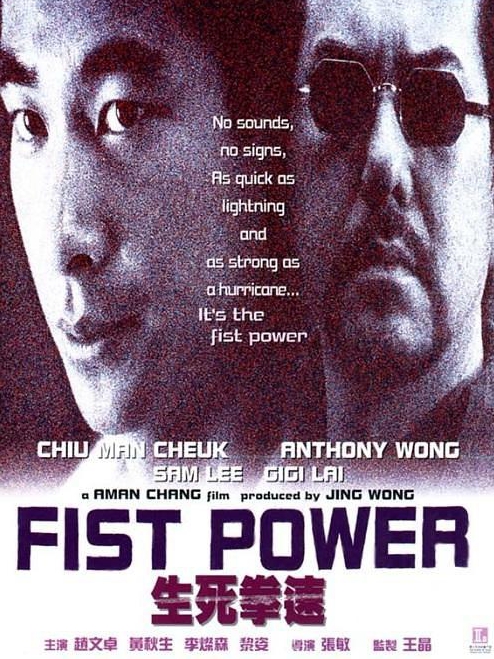 No sounds,
no signs,
As quick as
lightning
and
as strong as
a hurricane...
It's the
fist power
CHIU MAN CHEUK ANTHONY WONG
SAM LEE GIGI LAI
a AMAN CHANG film produced by JING WONG
FIST POWER
生死拳速
主演 趙文卓 黃秋生 李燦森 黎姿 導演 張敏 監製 王晶